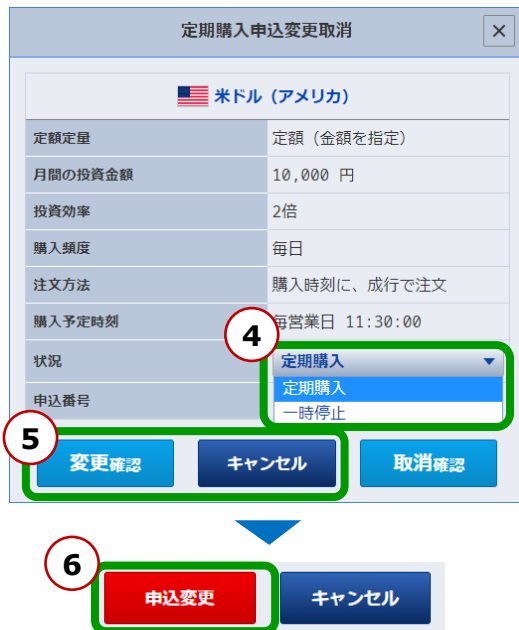 定期購入申込変更取消 ×
米ドル（アメリカ）
定額定量 定額（金額を指定）
月間の投資金額 10,000 円
投資効率 2倍
購入頻度 毎日
注文方法 購入時刻に、成行で注文
購入予定時刻 毎営業日 11:30:00
4
状況 定期購入
定期購入
申込番号
一時停止
5
変更確認 キャンセル 取消確認
6
申込変更 キャンセル